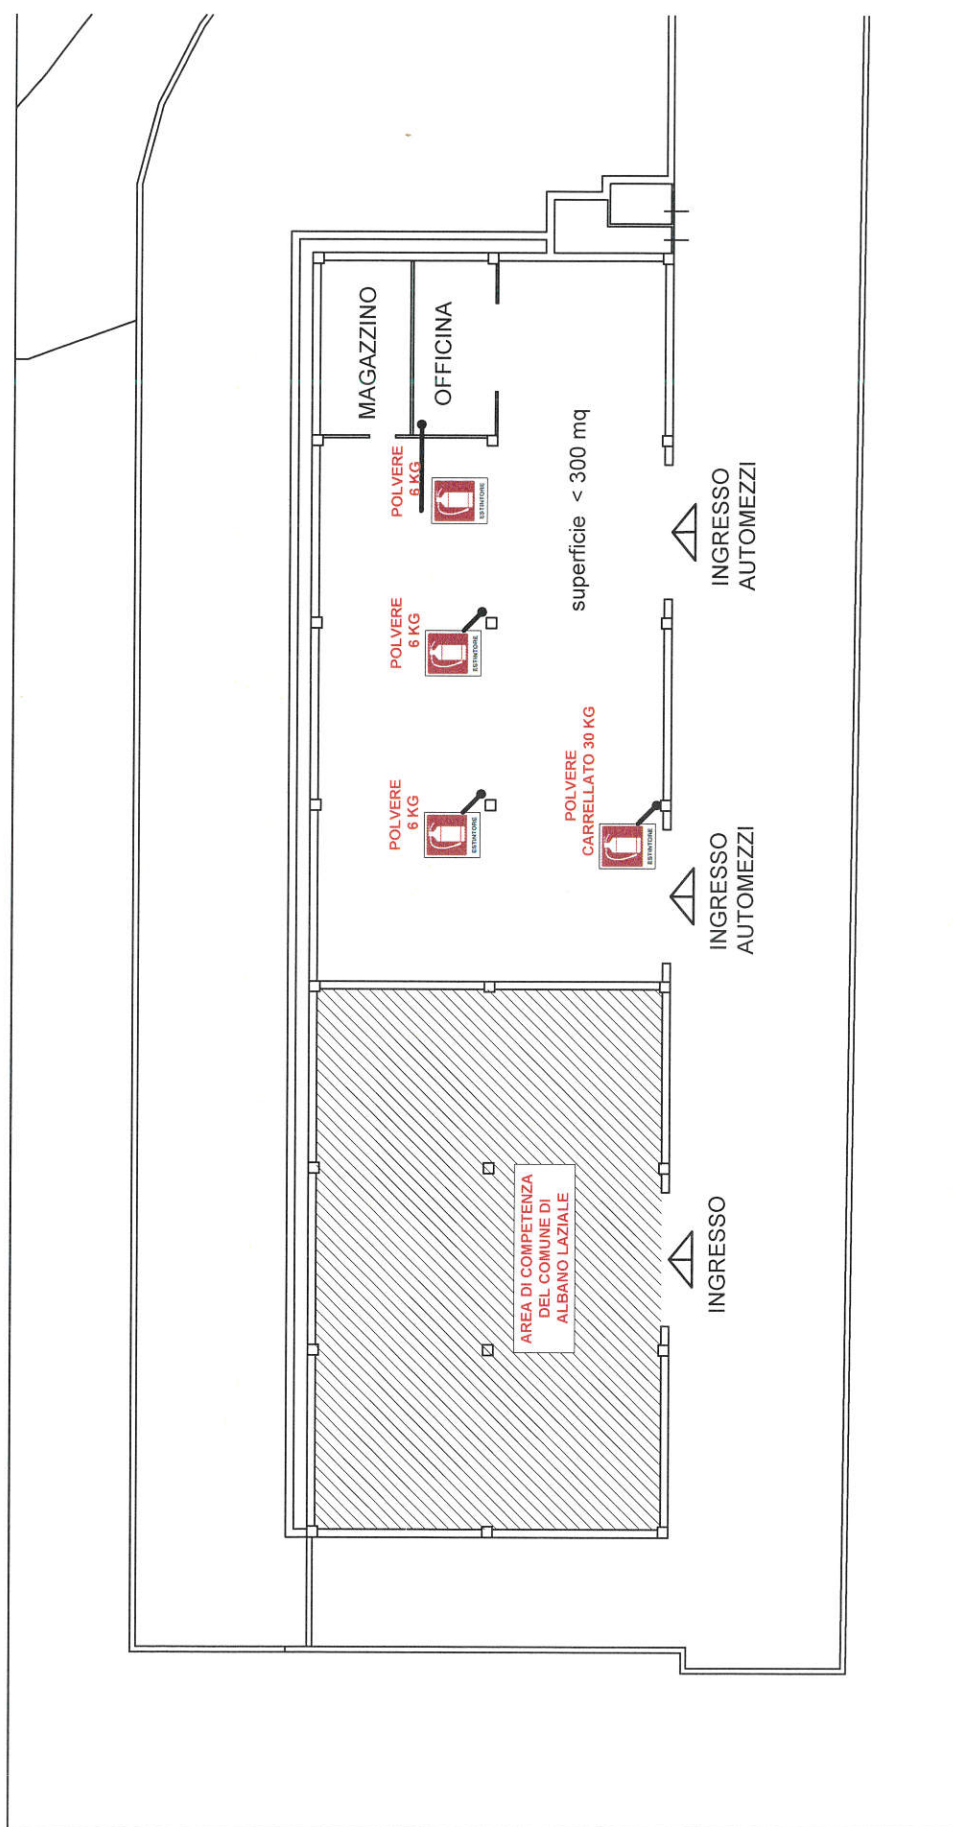 MAGAZZINO
OFFICINA
POLVERE
6 KG
ESTINTORE
superficie < 300 mq
INGRESSO
AUTOMEZZI
POLVERE
6 KG
ESTINTORE
POLVERE
6 KG
ESTINTORE
POLVERE
CARRELLATO 30 KG
ESTINTORE
INGRESSO
AUTOMEZZI
AREA DI COMPETENZA
DEL COMUNE DI
ALBANO LAZIALE
INGRESSO